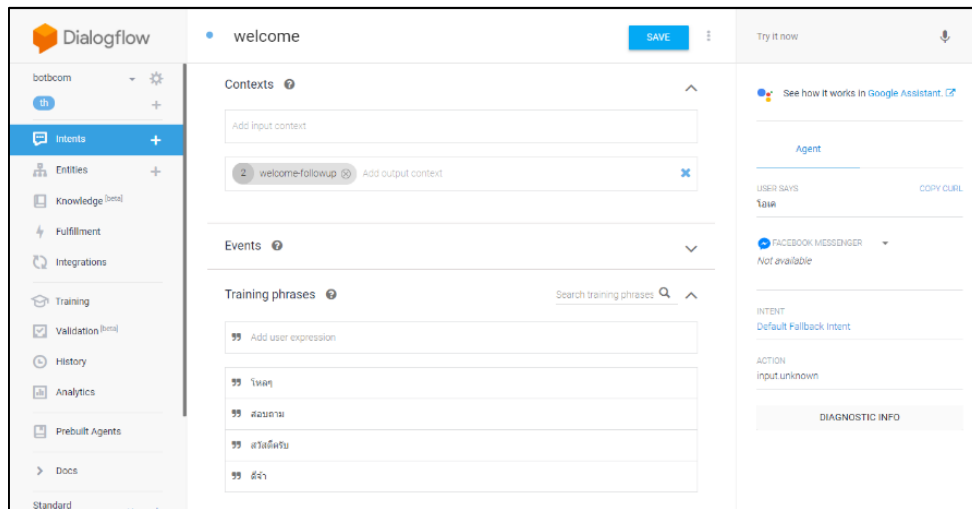 Dialogflow
botbcom
th
Intents
Entities
Knowledge [beta]
Fulfillment
Integrations
Training
Validation [beta]
History
Analytics
Prebuilt Agents
Docs
Standard
welcome
SAVE
Contexts
Add input context
2 welcome-followup Add output context
Events
Training phrases
Search training phrases
Add user expression
โหลๆ
สอบถาม
สวัสดีครับ
ดีจ้า
Try it now
See how it works in Google Assistant.
Agent
USER SAYS COPY CURL
โอเค
FACEBOOK MESSENGER
Not available
INTENT
Default Fallback Intent
ACTION
input.unknown
DIAGNOSTIC INFO